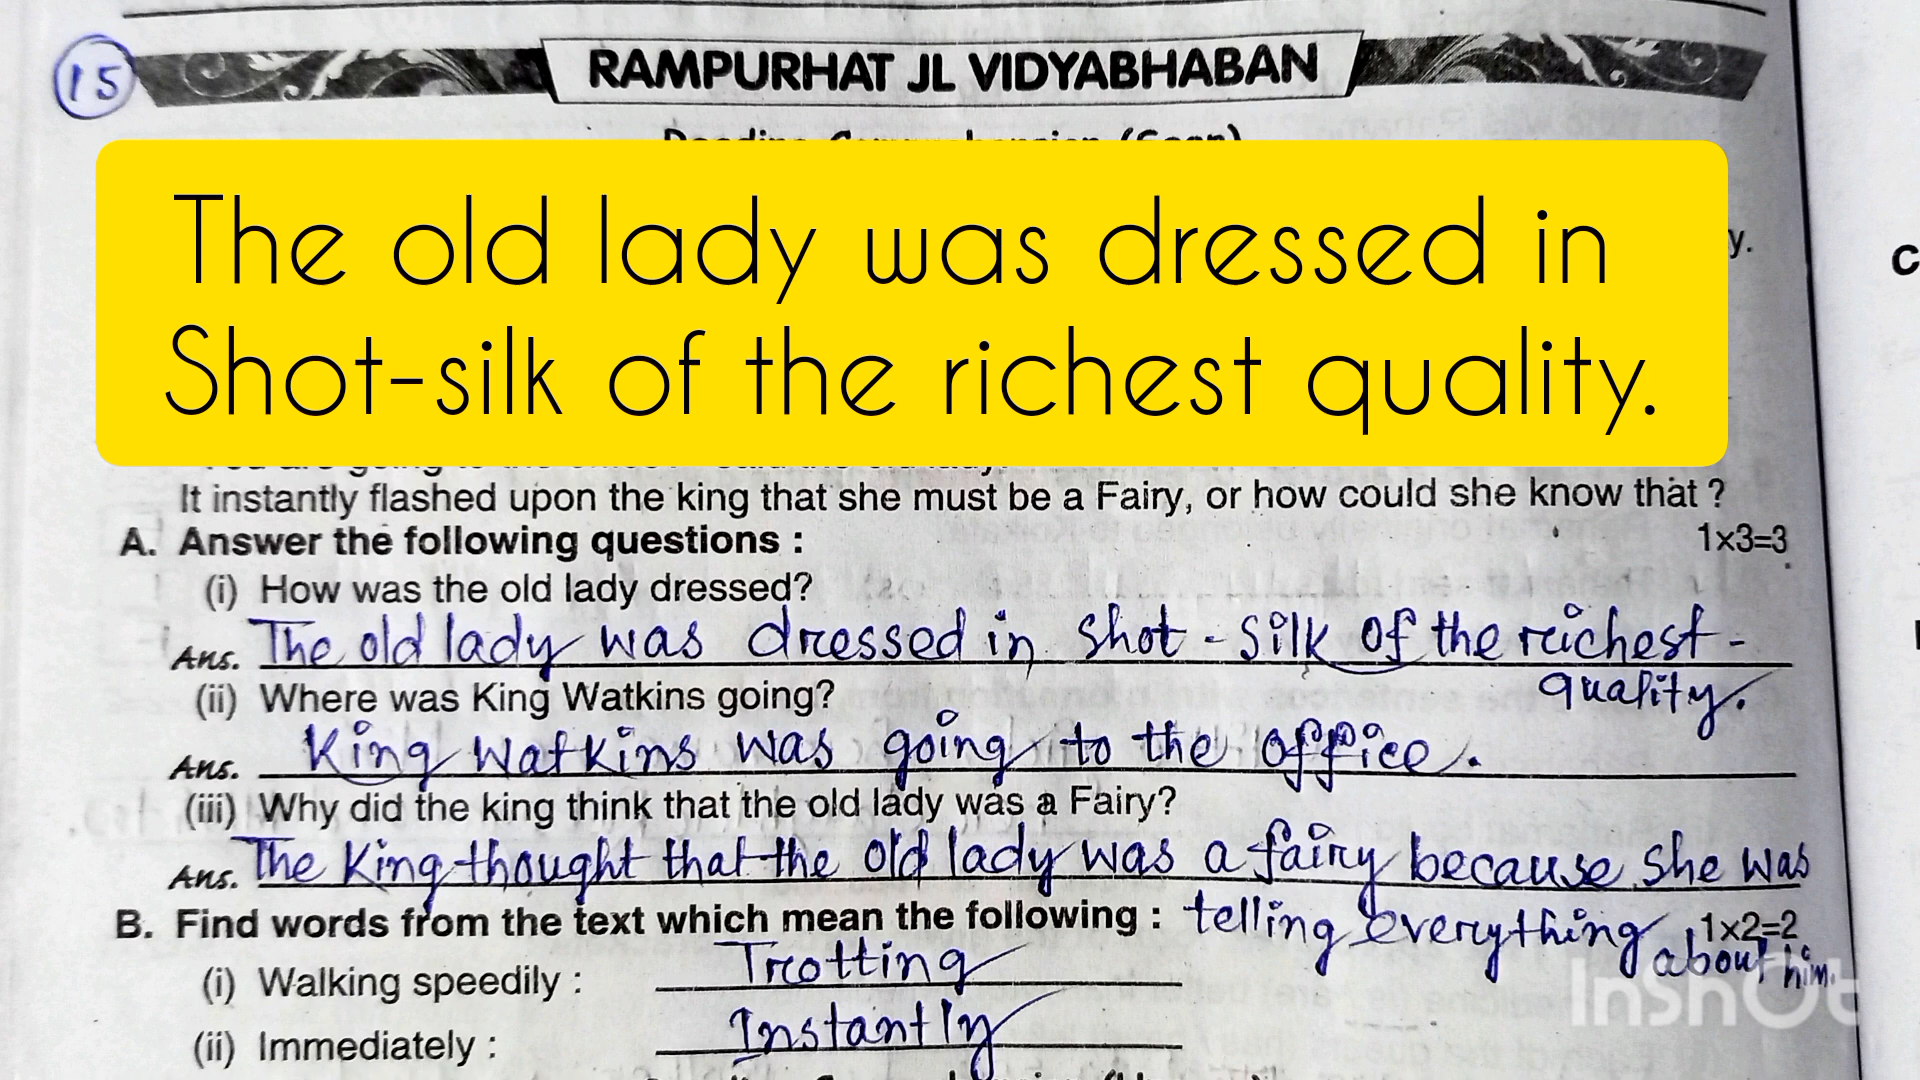 15
RAMPURHAT JL VIDYABHABAN
Reading Comprehension (Seen)
The old lady was dressed in
Shot-silk of the richest quality.
y.
C
It instantly flashed upon the king that she must be a Fairy, or how could she know that ?
A. Answer the following questions : 1×3=3
(i) How was the old lady dressed?
Ans. The old lady was dressed in shot - silk of the richest -
quality.
(ii) Where was King Watkins going?
Ans. King Watkins was going to the office.
(iii) Why did the king think that the old lady was a Fairy?
Ans. The King thought that the old lady was a fairy because she was
telling everything about him.
B. Find words from the text which mean the following : 1×2=2
(i) Walking speedily : Trotting
(ii) Immediately : Instantly
InShOt